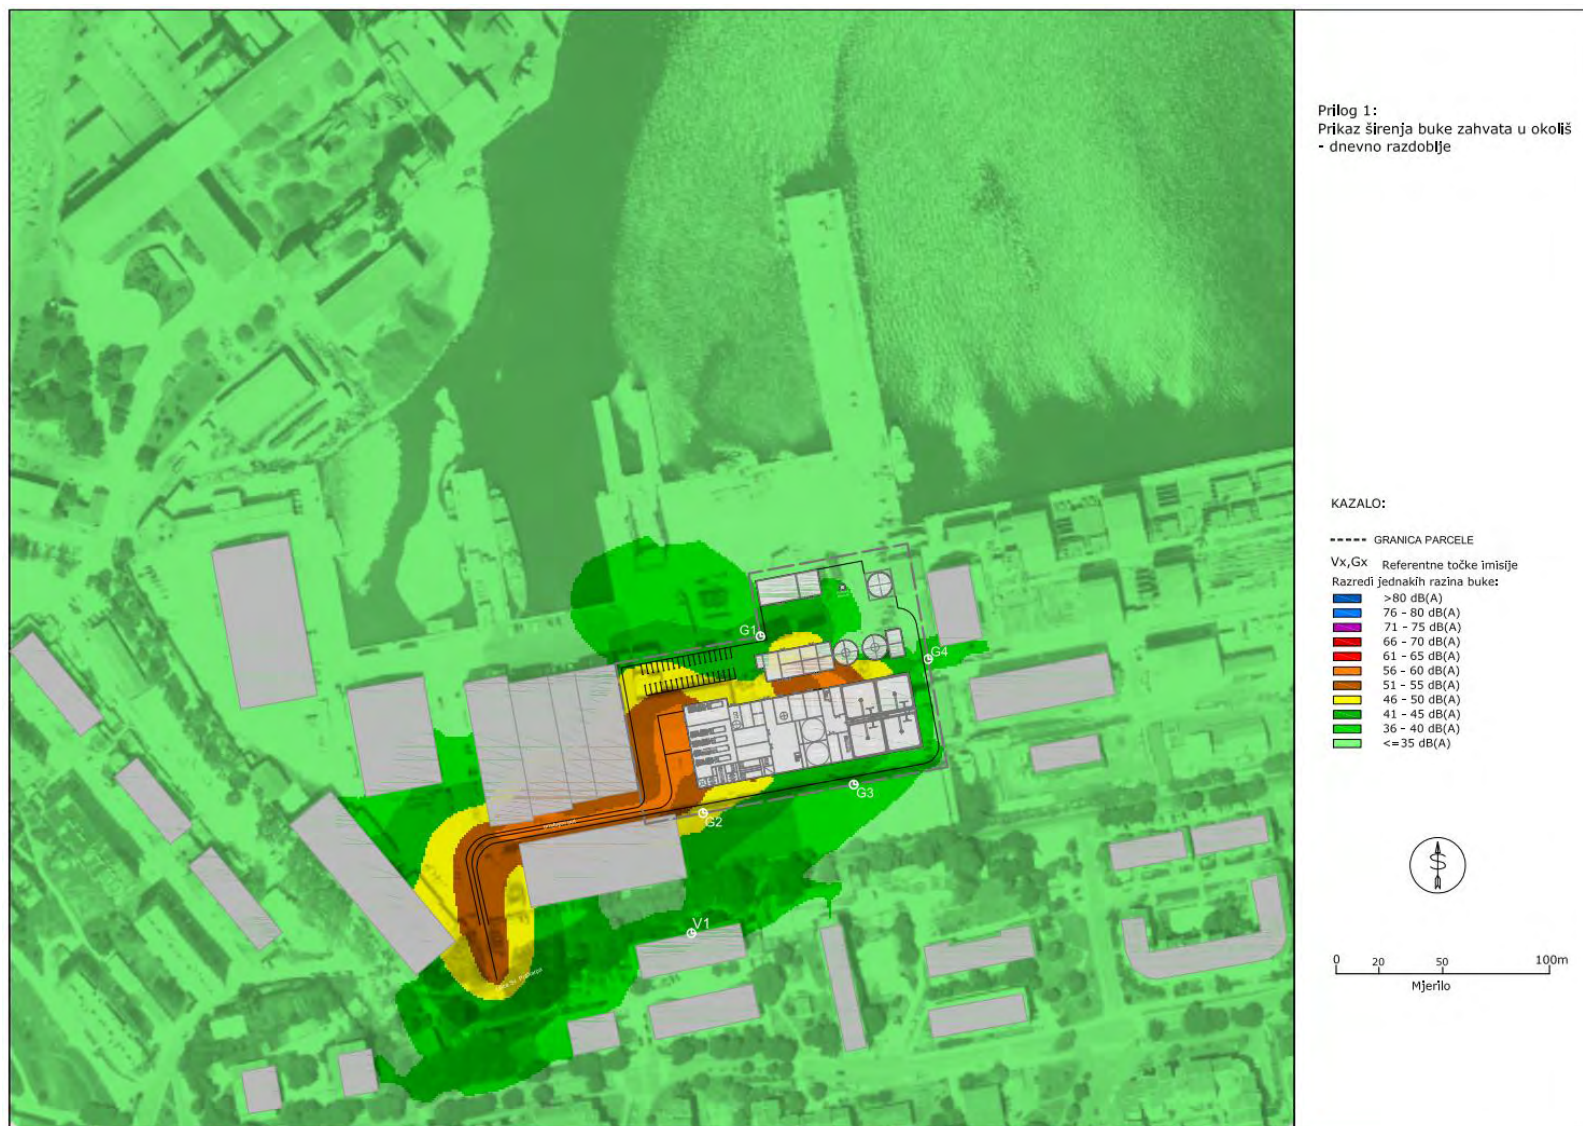 Prilog 1:
Prikaz širenja buke zahvata u okoliš
- dnevno razdoblje
KAZALO:
GRANICA PARCELE
Vx,Gx Referentne točke imisije
Razredi jednakih razina buke:
>80 dB(A)
76 - 80 dB(A)
71 - 75 dB(A)
66 - 70 dB(A)
61 - 65 dB(A)
56 - 60 dB(A)
51 - 55 dB(A)
46 - 50 dB(A)
41 - 45 dB(A)
36 - 40 dB(A)
<=35 dB(A)
S
0 20 50 100m
Mjerilo
G1
G4
G3
G2
V1